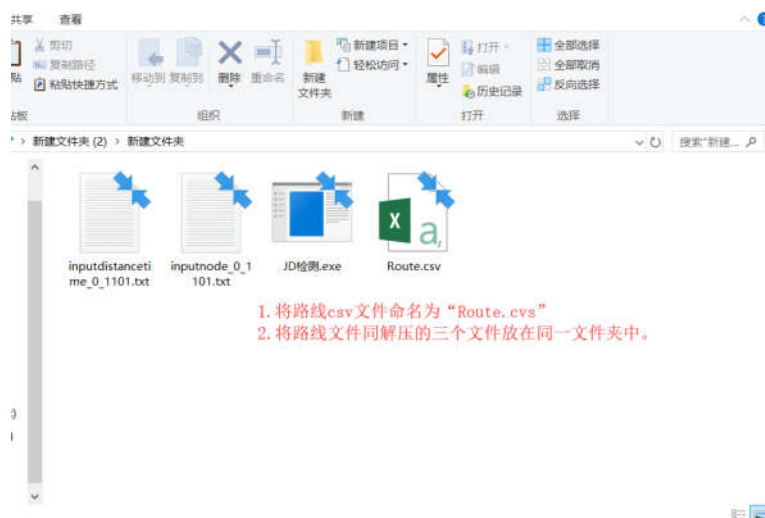 共享 查看
剪切
复制路径
粘贴快捷方式
移动到 复制到 删除 重命名
新建
文件夹
新建项目
轻松访问
属性
打开
编辑
历史记录
全部选择
全部取消
反向选择
组织 新建 打开 选择
新建文件夹 (2) › 新建文件夹
搜索"新建...
inputdistanceti
me_0_1101.txt
inputnode_0_1
101.txt
JD检测.exe
Route.csv
1.将路线csv文件命名为“Route.cvs”
2.将路线文件同解压的三个文件放在同一文件夹中。